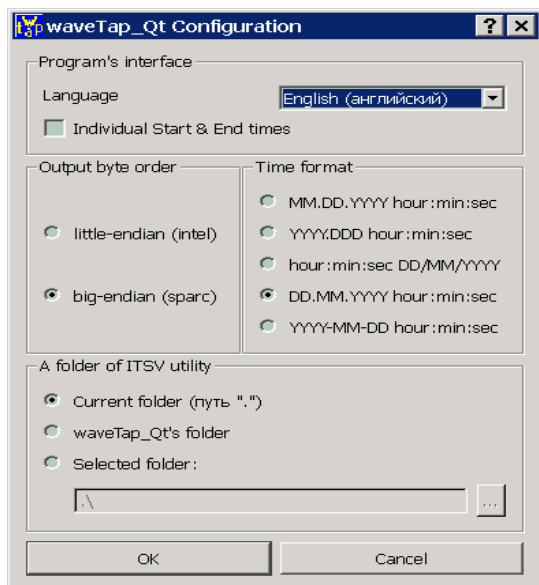 waveTap_Qt Configuration
Program's interface
Language
English (английский)
Individual Start & End times
Output byte order
little-endian (intel)
big-endian (sparc)
Time format
MM.DD.YYYY hour:min:sec
YYYY.DDD hour:min:sec
hour:min:sec DD/MM/YYYY
DD.MM.YYYY hour:min:sec
YYYY-MM-DD hour:min:sec
A folder of ITSV utility
Current folder (путь ".")
waveTap_Qt's folder
Selected folder:
.\
...
OK
Cancel